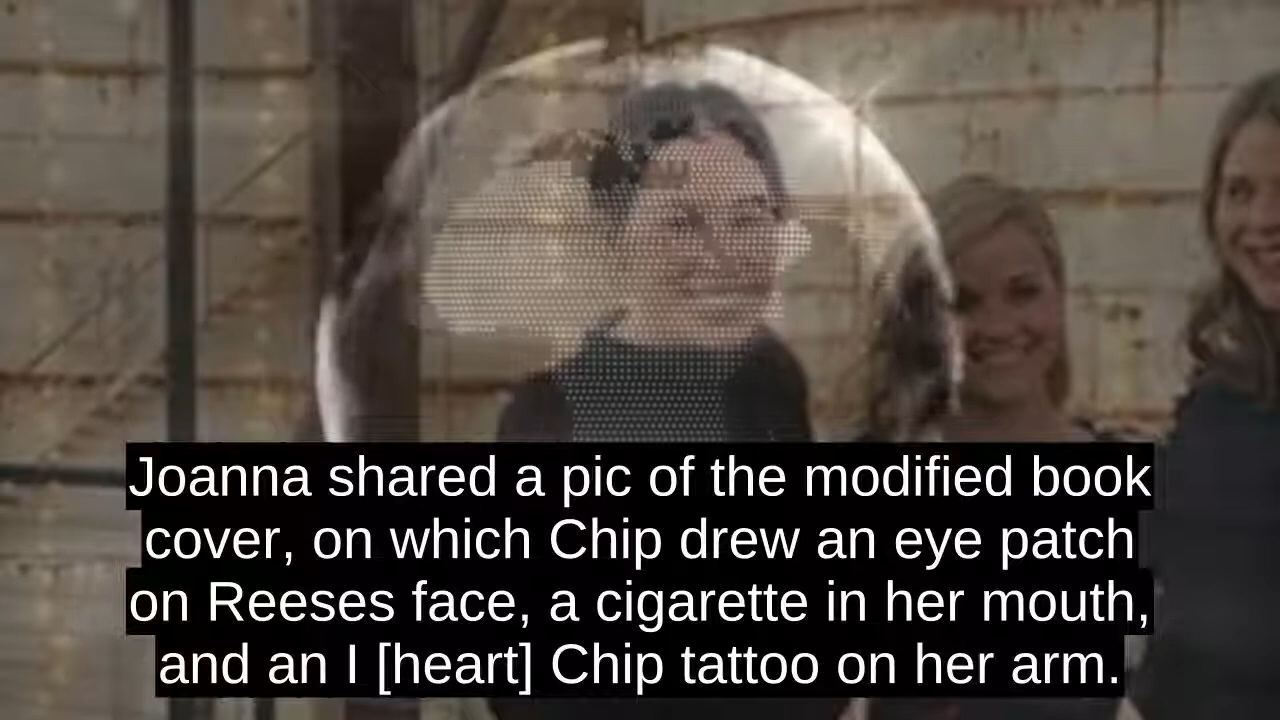 Joanna shared a pic of the modified book
cover, on which Chip drew an eye patch
on Reeses face, a cigarette in her mouth,
and an I [heart] Chip tattoo on her arm.